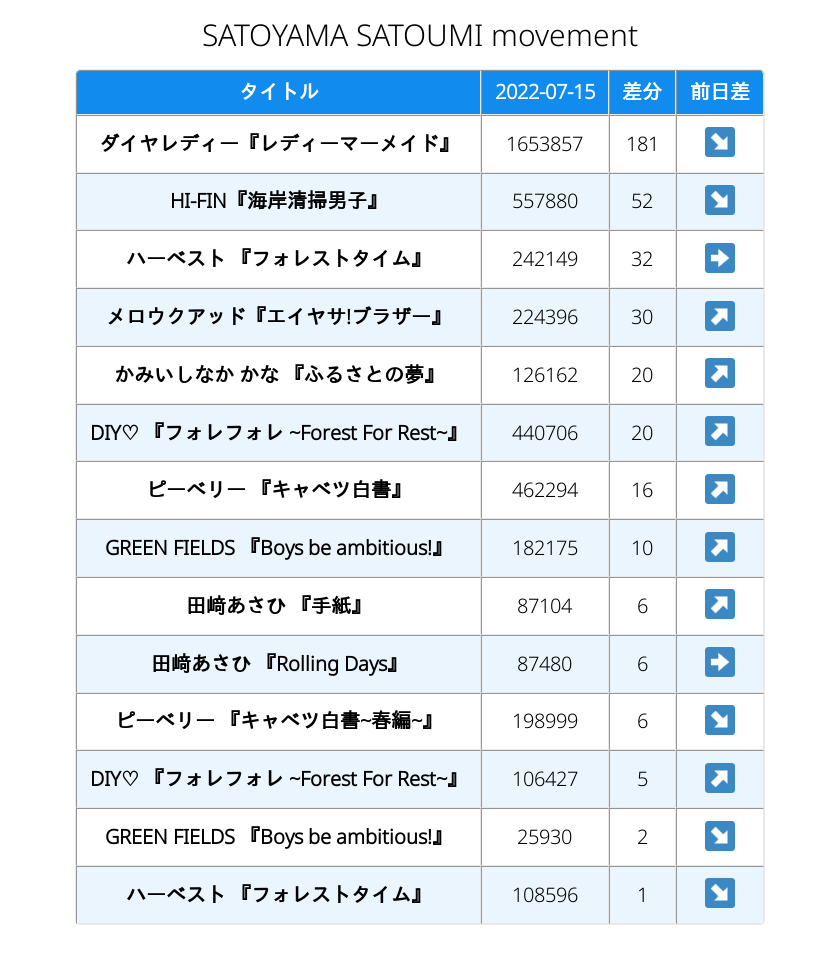 SATOYAMA SATOUMI movement
タイトル 2022-07-15 差分 前日差
ダイヤレディー『レディーマーメイド』 1653857 181 ↘
HI-FIN『海岸清掃男子』 557880 52 ↘
ハーベスト 『フォレストタイム』 242149 32 ➡
メロウクアッド『エイヤサ!ブラザー』 224396 30 ↗
かみいしなか かな 『ふるさとの夢』 126162 20 ↗
DIY♡ 『フォレフォレ ~Forest For Rest~』 440706 20 ↗
ピーベリー 『キャベツ白書』 462294 16 ↗
GREEN FIELDS 『Boys be ambitious!』 182175 10 ↗
田﨑あさひ 『手紙』 87104 6 ↗
田﨑あさひ 『Rolling Days』 87480 6 ➡
ピーベリー 『キャベツ白書~春編~』 198999 6 ↘
DIY♡ 『フォレフォレ ~Forest For Rest~』 106427 5 ↗
GREEN FIELDS 『Boys be ambitious!』 25930 2 ↘
ハーベスト 『フォレストタイム』 108596 1 ↘